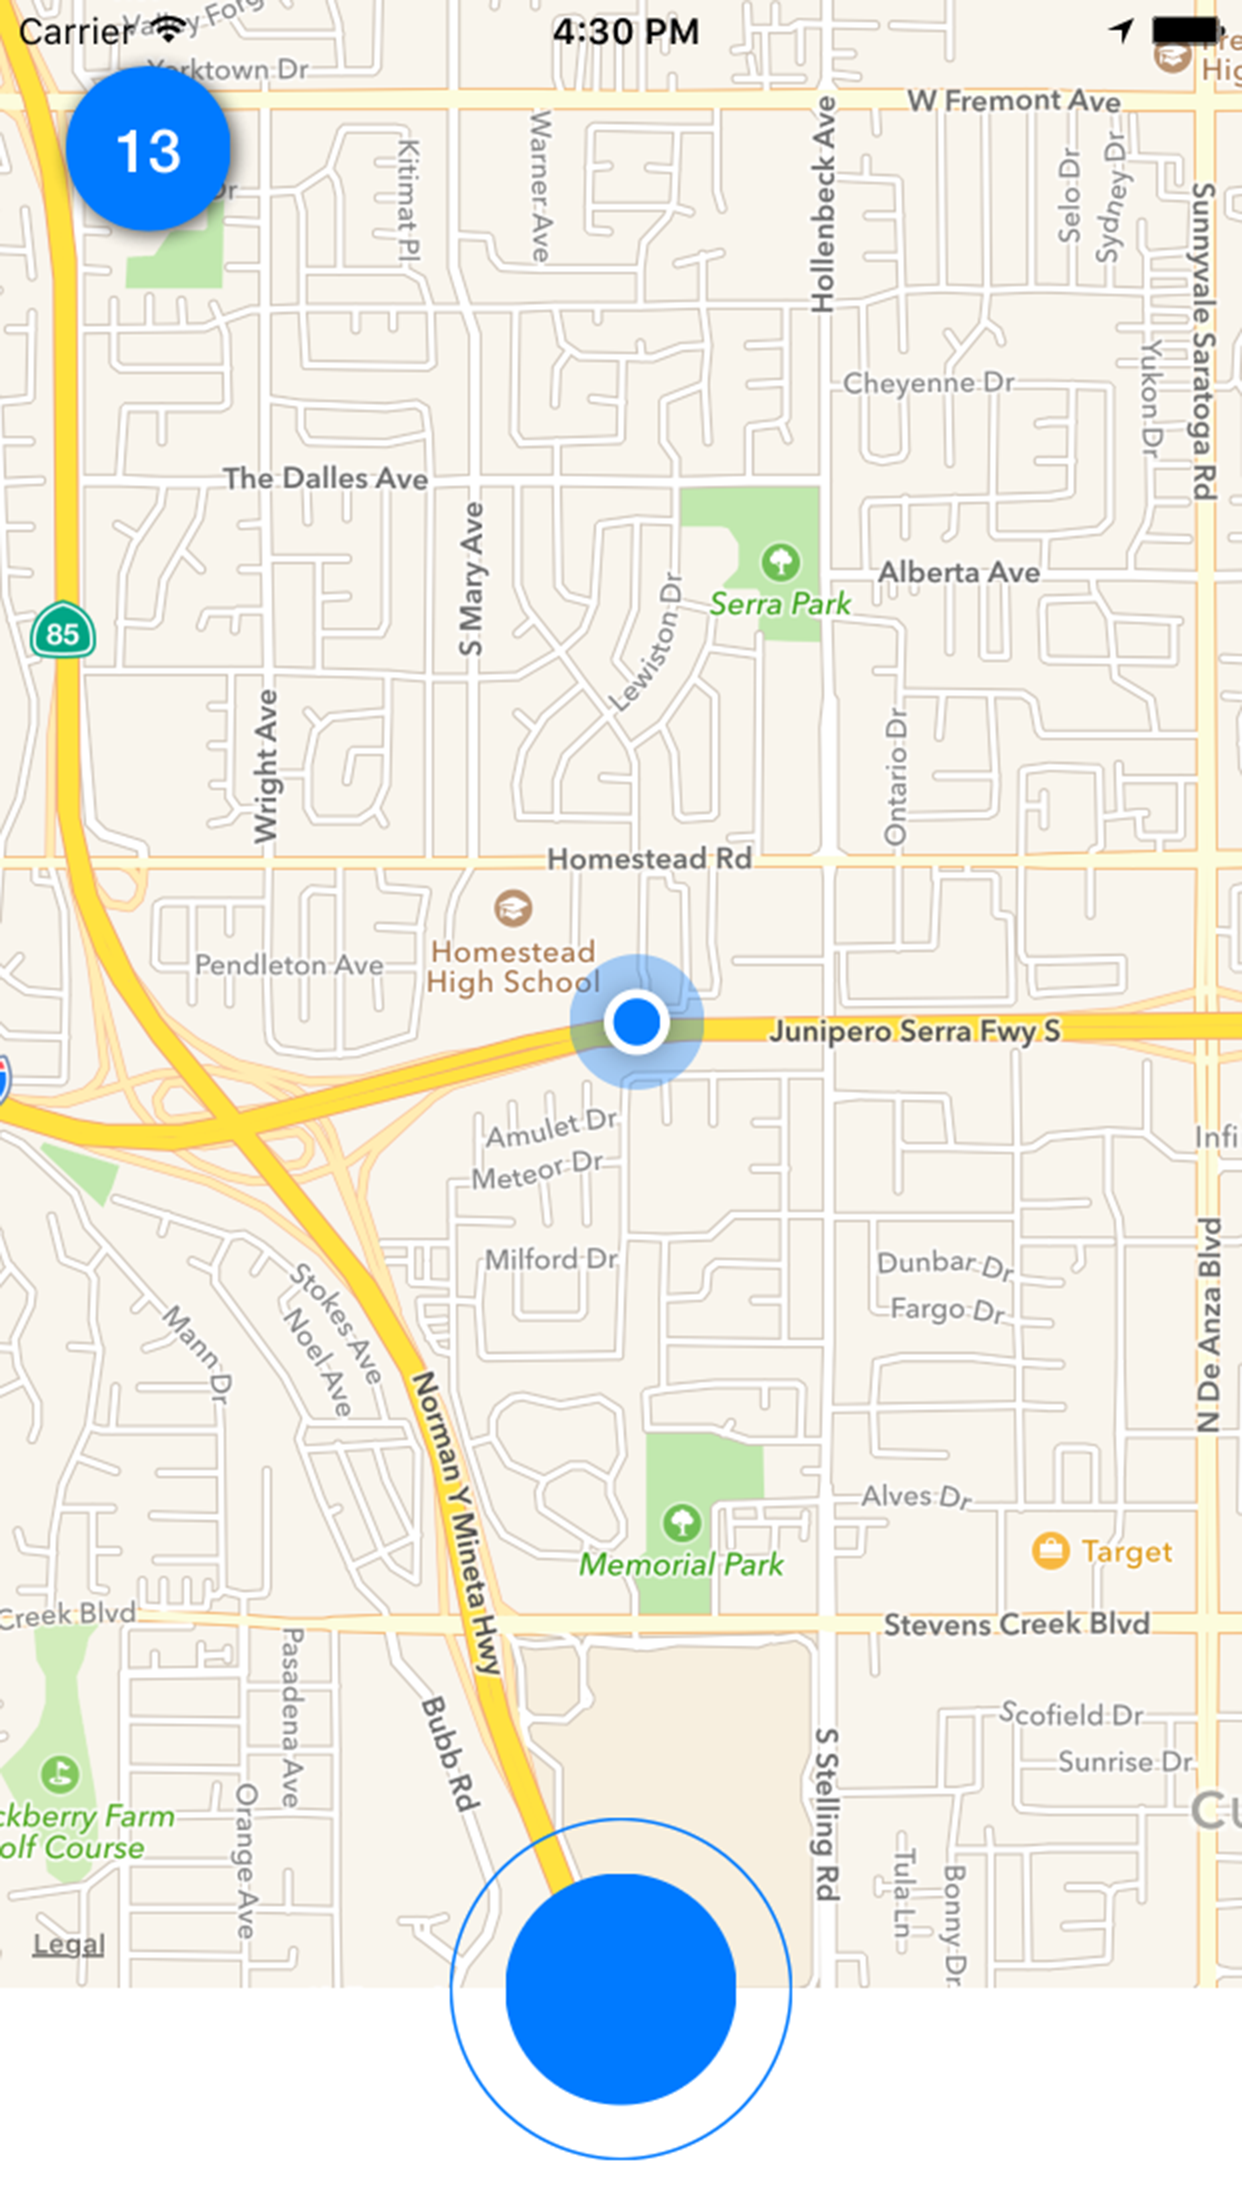 Carrier
4:30 PM
Valley Forg
Yorktown Dr
W Fremont Ave
13
Dr
Kitimat Pl
Warner Ave
Hollenbeck Ave
Selo Dr
Sydney Dr
Sunnyvale Saratoga Rd
Yukon Dr
Cheyenne Dr
The Dalles Ave
S Mary Ave
Alberta Ave
Serra Park
85
Lewiston Dr
Wright Ave
Ontario Dr
Homestead Rd
Homestead
High School
Pendleton Ave
Junipero Serra Fwy S
Amulet Dr
Meteor Dr
Infi
Milford Dr
Dunbar Dr
Fargo Dr
N De Anza Blvd
Stokes Ave
Noel Ave
Mann Dr
Norman Y Mineta Hwy
Alves Dr
Target
Memorial Park
Creek Blvd
Stevens Creek Blvd
Pasadena Ave
Bubb Rd
S Stelling Rd
Scofield Dr
Sunrise Dr
Cu
ckberry Farm
olf Course
Orange Ave
Tula Ln
Bonny Dr
Legal